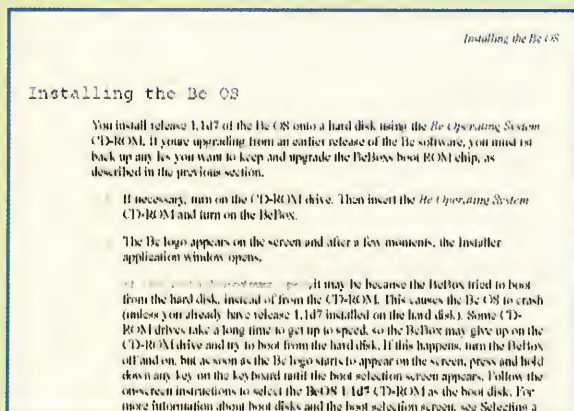 Installing the Be OS
Installing the Be OS
You install release 1.1d7 of the Be OS onto a hard disk using the Be Operating System
CD-ROM. If youre upgrading from an earlier release of the Be software, you must
back up any les you want to keep and upgrade the BeBoxs boot ROM chip, as
described in the previous section.
If necessary, turn on the CD-ROM drive. Then insert the Be Operating System
CD-ROM and turn on the BeBox.
The Be logo appears on the screen and after a few moments, the Installer
application window opens.
it may be because the BeBox tried to boot
from the hard disk, instead of from the CD-ROM. This causes the Be OS to crash
(unless you already have release 1.1d7 installed on the hard disk). Some CD-
ROM drives take a long time to get up to speed, so the BeBox may give up on the
CD-ROM drive and try to boot from the hard disk. If this happens, turn the BeBox
off and on, but as soon as the Be logo starts to appear on the screen, press and hold
down any key on the keyboard until the boot selection screen appears. Follow the
on-screen instructions to select the BeOS 1.1d7 CD-ROM as the boot disk. For
more information about boot disks and the boot selection screen, see Selecting a